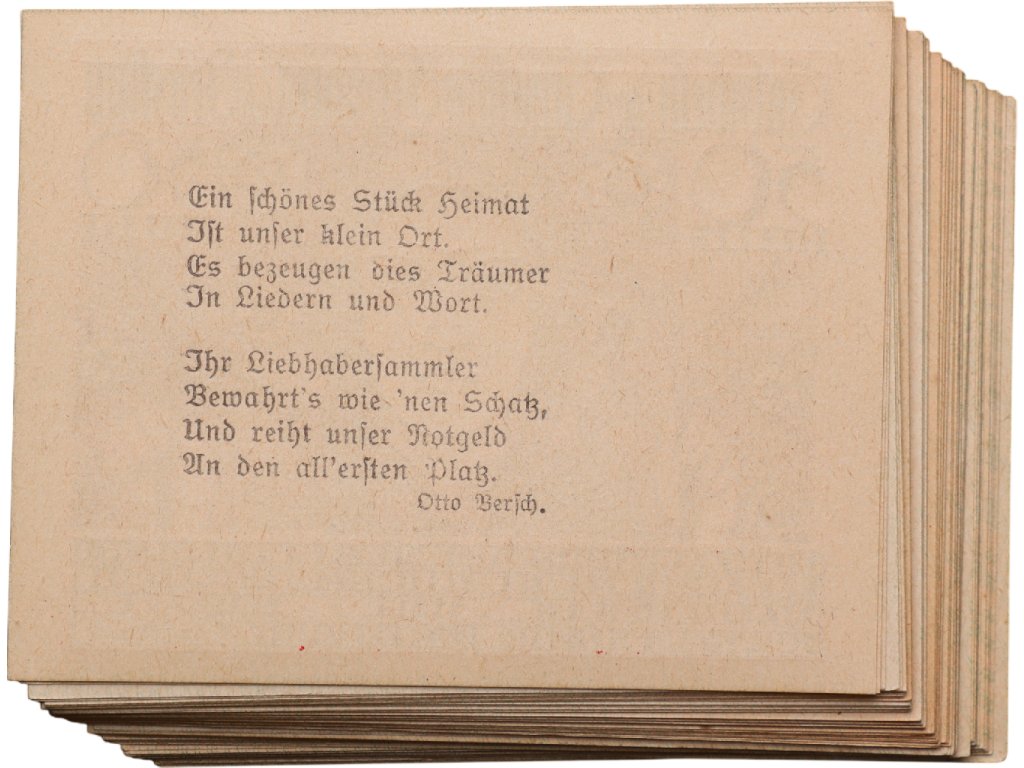 Ein schönes Stück Heimat
Ist unser klein Ort.
Es bezeugen dies Träumer
In Liedern und Wort.
Ihr Liebhabersammler
Bewahrt's wie 'nen Schatz,
Und reiht unser Notgeld
An den all'ersten Platz.
Otto Versch.